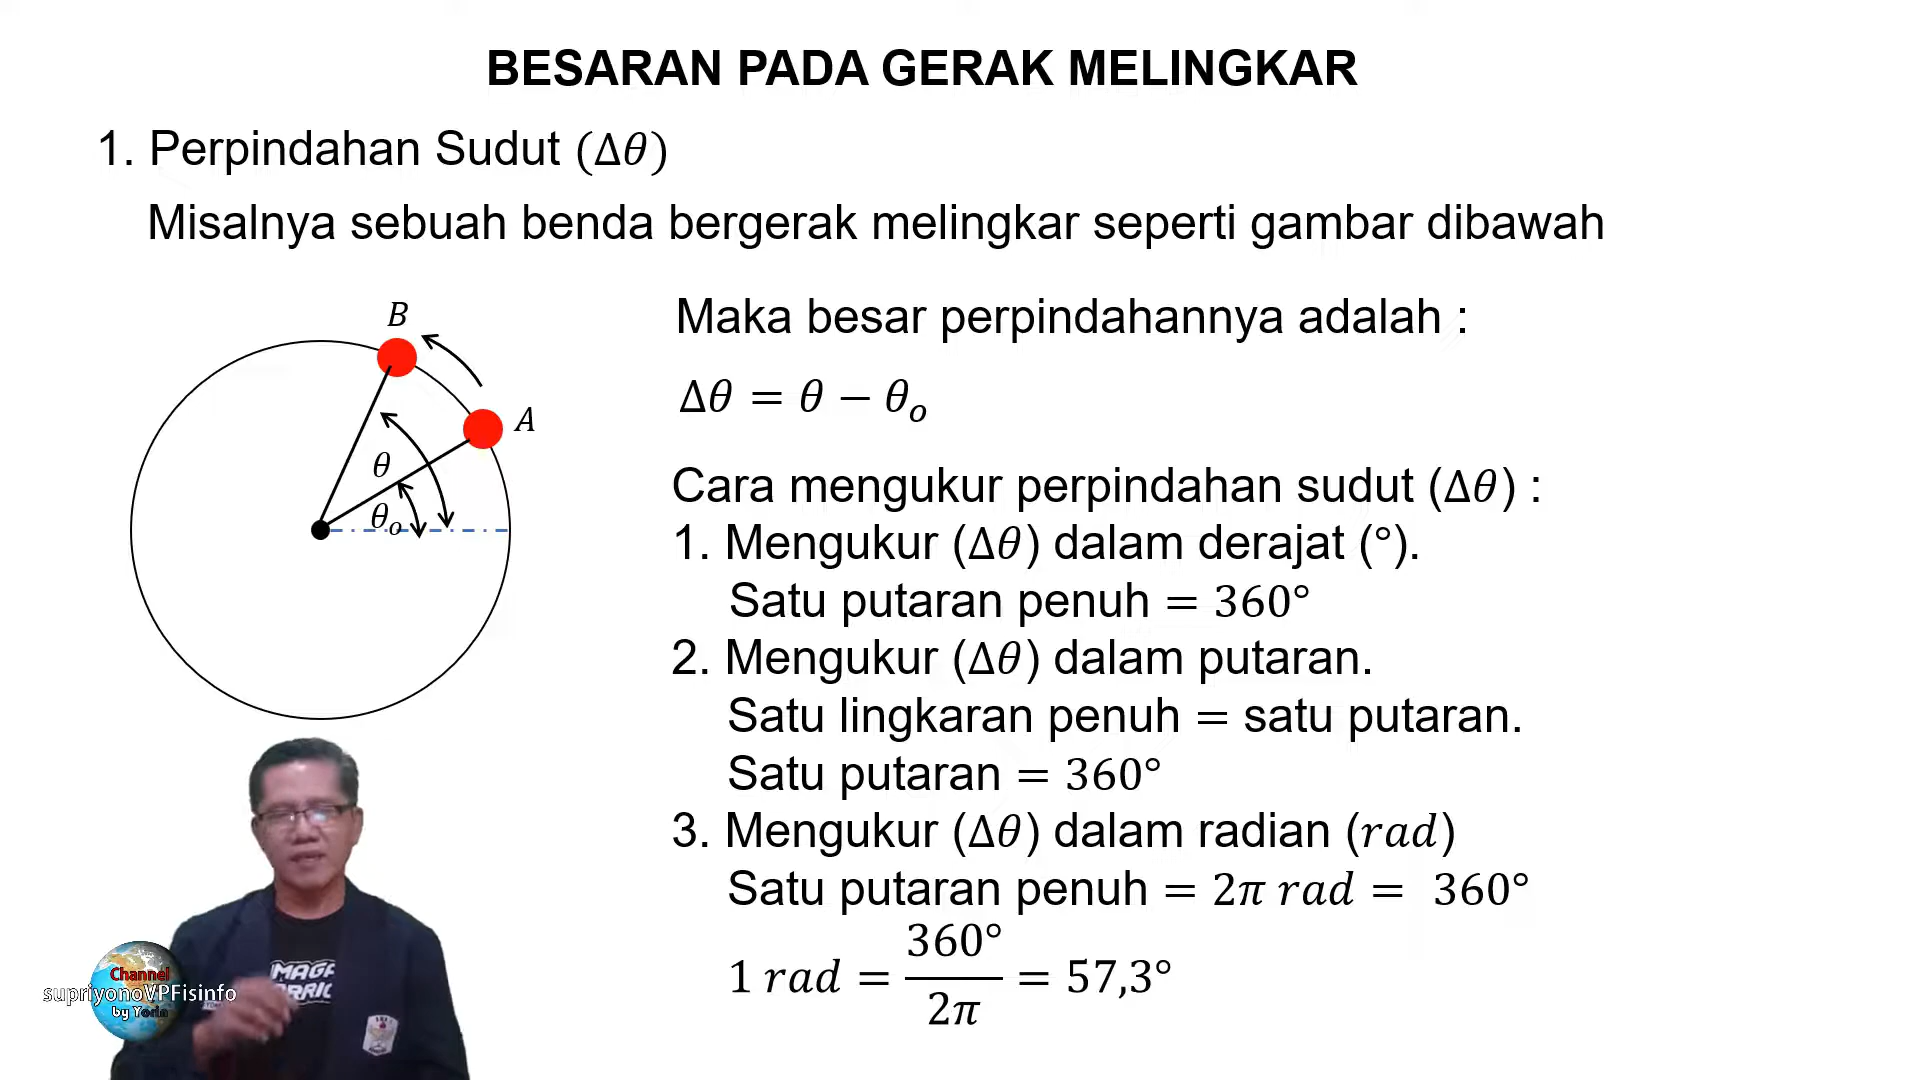 BESARAN PADA GERAK MELINGKAR
1. Perpindahan Sudut (Δθ)
Misalnya sebuah benda bergerak melingkar seperti gambar dibawah
B
A
θ
θₒ
Maka besar perpindahannya adalah :
Δθ = θ − θₒ
Cara mengukur perpindahan sudut (Δθ) :
1. Mengukur (Δθ) dalam derajat (°).
Satu putaran penuh = 360°
2. Mengukur (Δθ) dalam putaran.
Satu lingkaran penuh = satu putaran.
Satu putaran = 360°
3. Mengukur (Δθ) dalam radian (rad)
Satu putaran penuh = 2π rad = 360°
1 rad = 360°/2π = 57,3°
Channel
supriyonoVPFisinfo
by Yorin